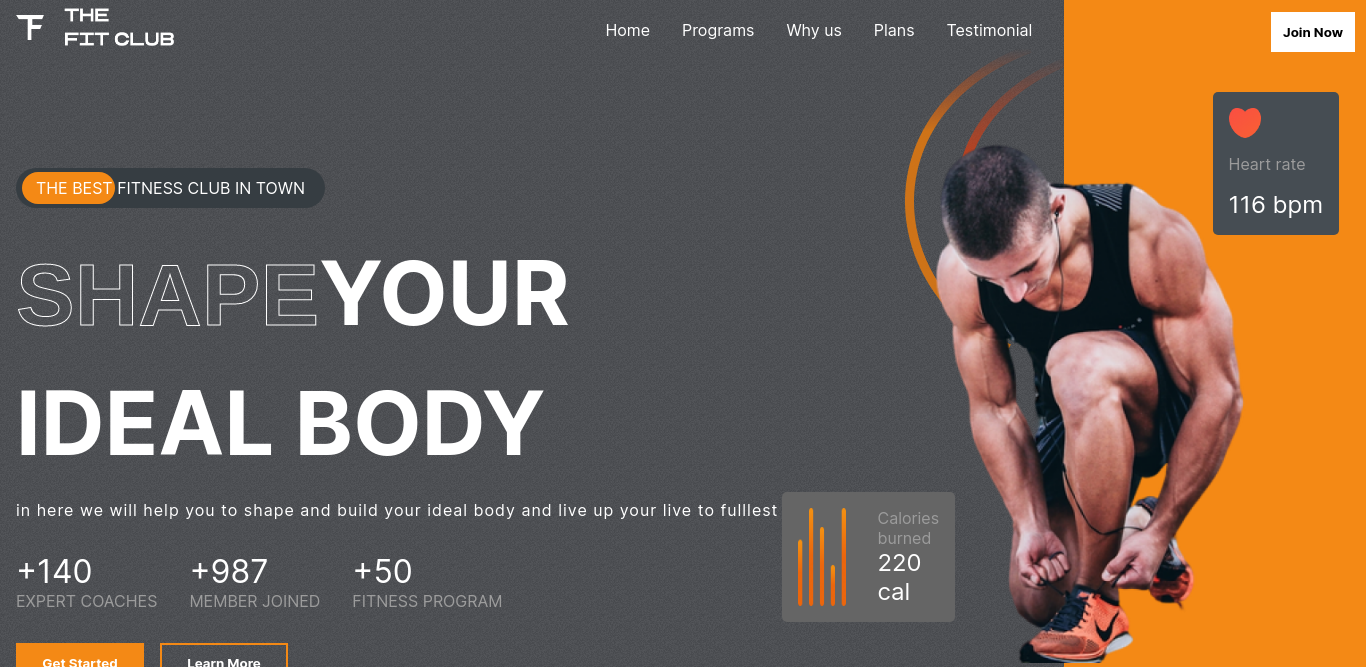 THE
FIT CLUB
Home Programs Why us Plans Testimonial
Join Now
Heart rate
116 bpm
THE BEST FITNESS CLUB IN TOWN
SHAPE YOUR
IDEAL BODY
in here we will help you to shape and build your ideal body and live up your live to fulllest
Calories
burned
220
cal
+140 +987 +50
EXPERT COACHES MEMBER JOINED FITNESS PROGRAM
Get Started Learn More